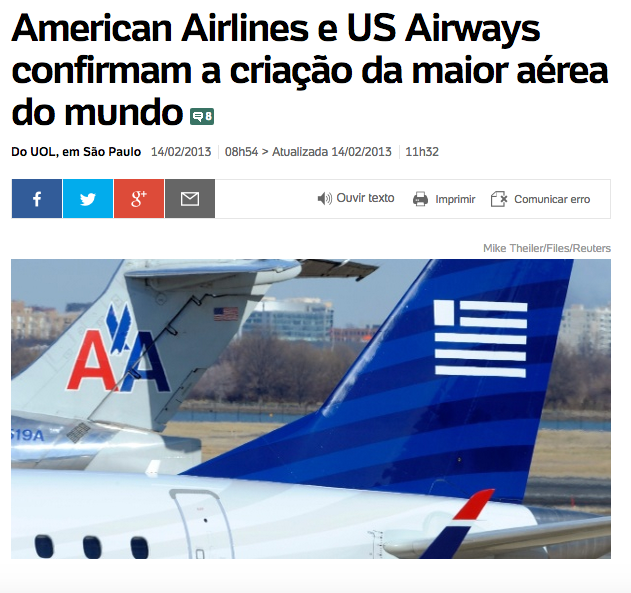 American Airlines e US Airways
confirmam a criação da maior aérea
do mundo 8
Do UOL, em São Paulo 14/02/2013 08h54 > Atualizada 14/02/2013 11h32
f g+ Ouvir texto Imprimir Comunicar erro
Mike Theiler/Files/Reuters
AA
519A